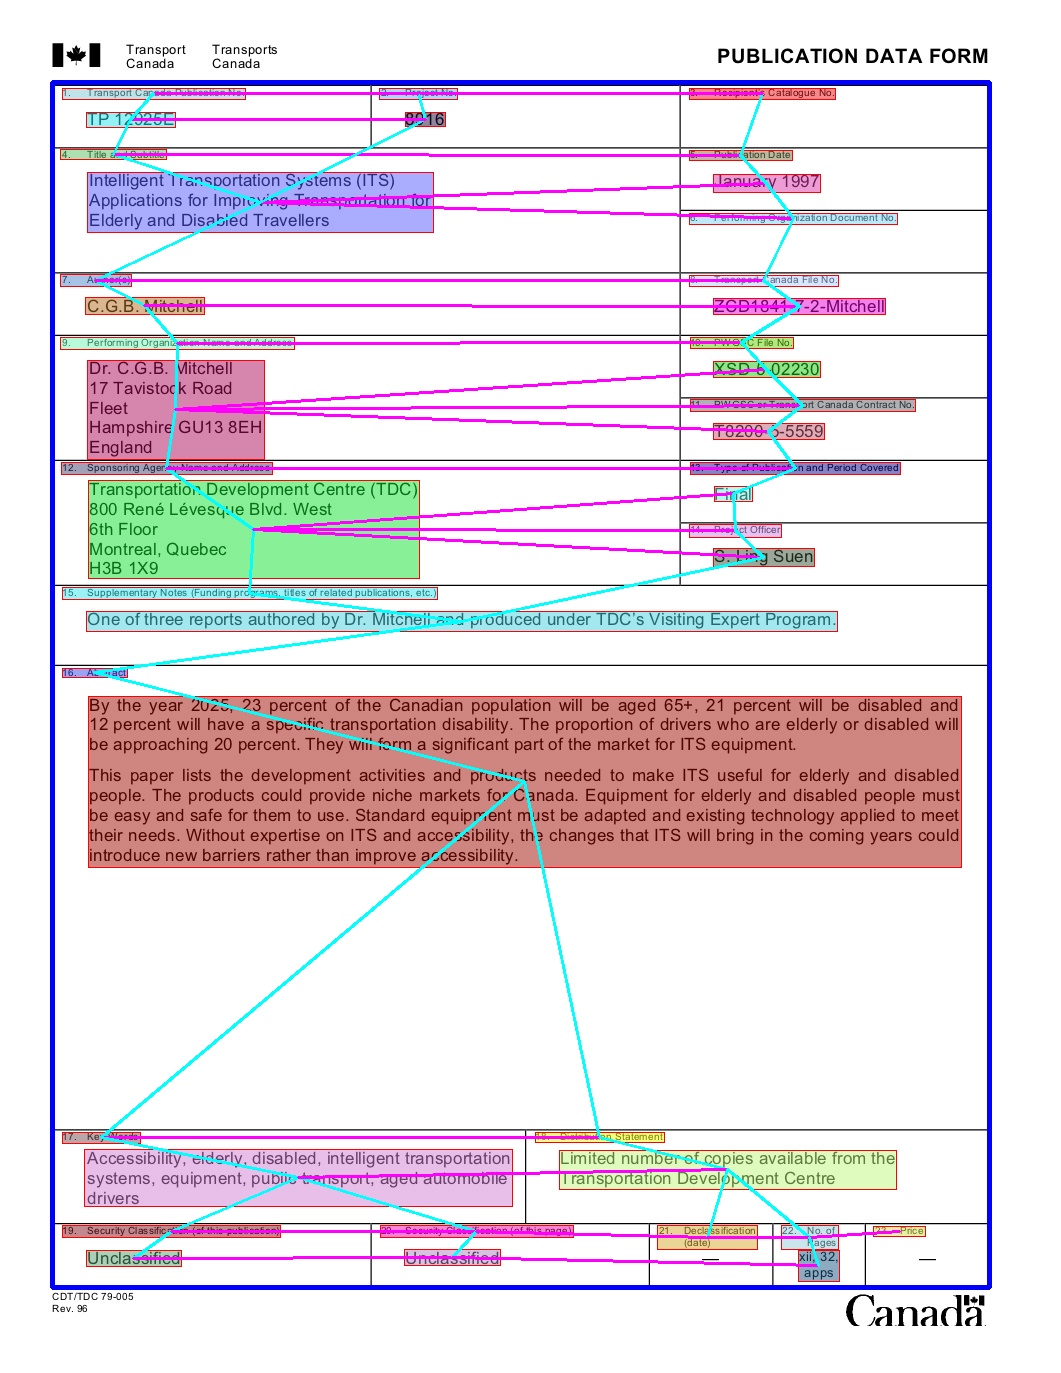 Transport Canada
Transports Canada
PUBLICATION DATA FORM
1. Transport Canada Publication No.
2. Project No.
3. Recipient's Catalogue No.
TP 12925E
8916
4. Title and Subtitle
5. Publication Date
Intelligent Transportation Systems (ITS)
Applications for Improving Transportation for
Elderly and Disabled Travellers
January 1997
6. Performing Organization Document No.
7. Author(s)
8. Transport Canada File No.
C.G.B. Mitchell
ZCD1841-7-2-Mitchell
9. Performing Organization Name and Address
10. PWGSC File No.
Dr. C.G.B. Mitchell
17 Tavistock Road
Fleet
Hampshire GU13 8EH
England
XSD-6-02230
11. PWGSC or Transport Canada Contract No.
T8200-6-5559
12. Sponsoring Agency Name and Address
13. Type of Publication and Period Covered
Transportation Development Centre (TDC)
800 René Lévesque Blvd. West
6th Floor
Montreal, Quebec
H3B 1X9
Final
14. Project Officer
S. Ling Suen
15. Supplementary Notes (Funding programs, titles of related publications, etc.)
One of three reports authored by Dr. Mitchell and produced under TDC's Visiting Expert Program.
16. Abstract
By the year 2025, 23 percent of the Canadian population will be aged 65+, 21 percent will be disabled and
12 percent will have a specific transportation disability. The proportion of drivers who are elderly or disabled will
be approaching 20 percent. They will form a significant part of the market for ITS equipment.
This paper lists the development activities and products needed to make ITS useful for elderly and disabled
people. The products could provide niche markets for Canada. Equipment for elderly and disabled people must
be easy and safe for them to use. Standard equipment must be adapted and existing technology applied to meet
their needs. Without expertise on ITS and accessibility, the changes that ITS will bring in the coming years could
introduce new barriers rather than improve accessibility.
17. Key Words
18. Distribution Statement
Accessibility, elderly, disabled, intelligent transportation
systems, equipment, public transport, aged automobile
drivers
Limited number of copies available from the
Transportation Development Centre
19. Security Classification (of this publication)
20. Security Classification (of this page)
21. Declassification
(date)
22. No. of
Pages
23. Price
Unclassified
Unclassified
—
xii, 32,
apps
—
CDT/TDC 79-005
Rev. 96
Canada